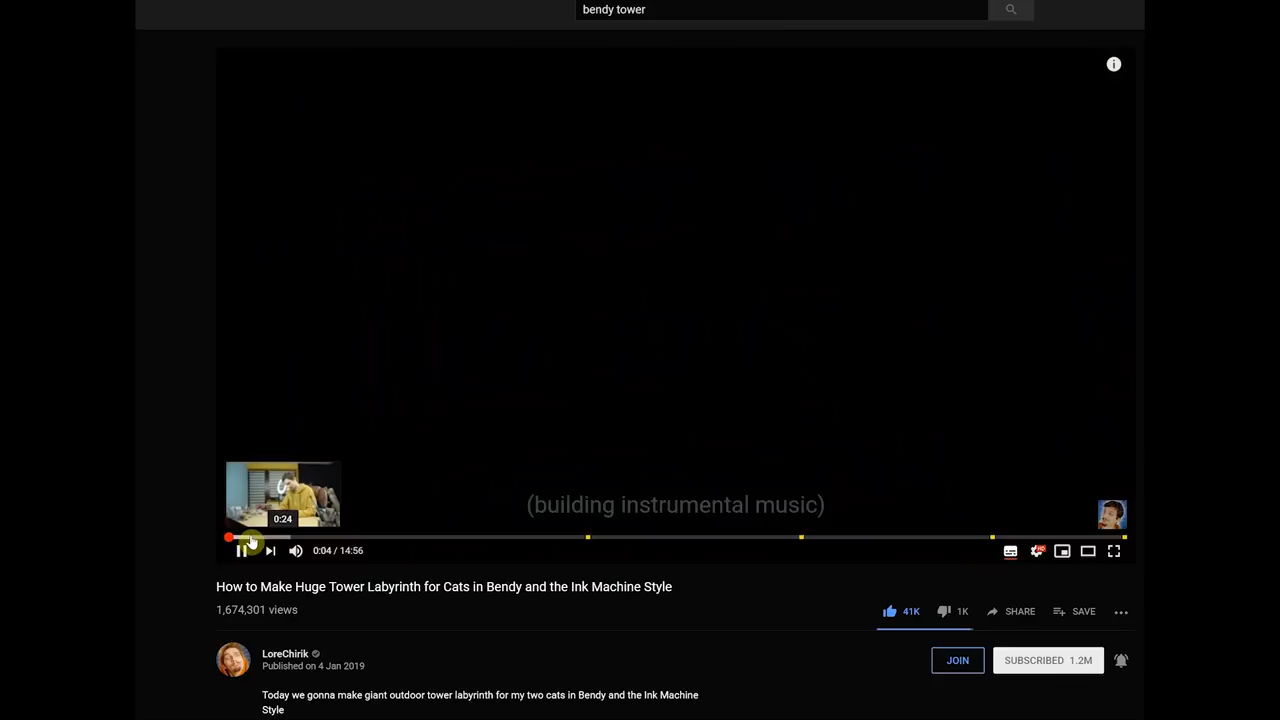 bendy tower
(building instrumental music)
0:24
0:04 / 14:56
HD
How to Make Huge Tower Labyrinth for Cats in Bendy and the Ink Machine Style
1,674,301 views
41K
1K
SHARE
SAVE
LoreChirik
Published on 4 Jan 2019
JOIN
SUBSCRIBED 1.2M
Today we gonna make giant outdoor tower labyrinth for my two cats in Bendy and the Ink Machine
Style